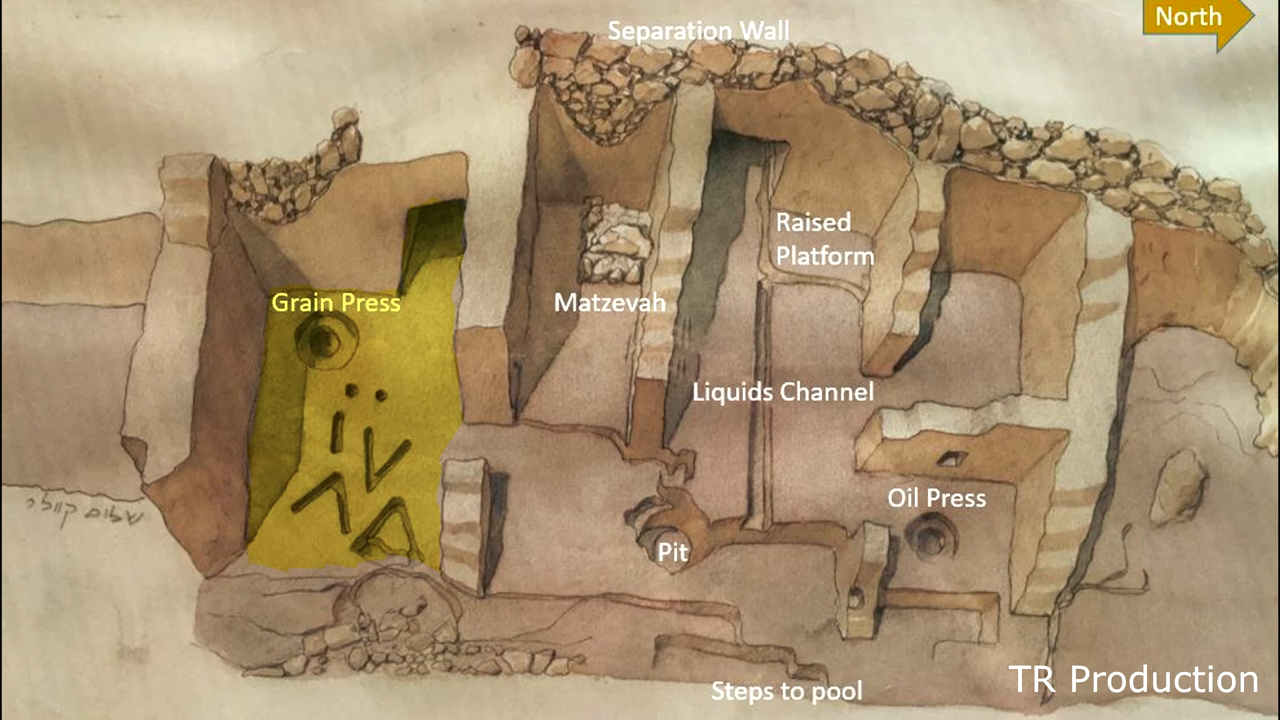 North
Separation Wall
Raised
Platform
Grain Press
Matzevah
Liquids Channel
Oil Press
שלום קוולר
Pit
TR Production
Steps to pool